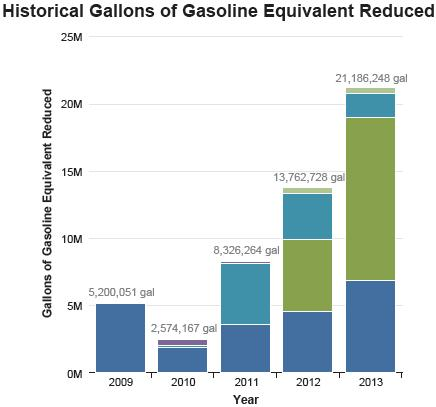 Historical Gallons of Gasoline Equivalent Reduced
25M
21,186,248 gal
20M
15M
13,762,728 gal
10M
8,326,264 gal
5,200,051 gal
5M
2,574,167 gal
0M
Gallons of Gasoline Equivalent Reduced
2009 2010 2011 2012 2013
Year